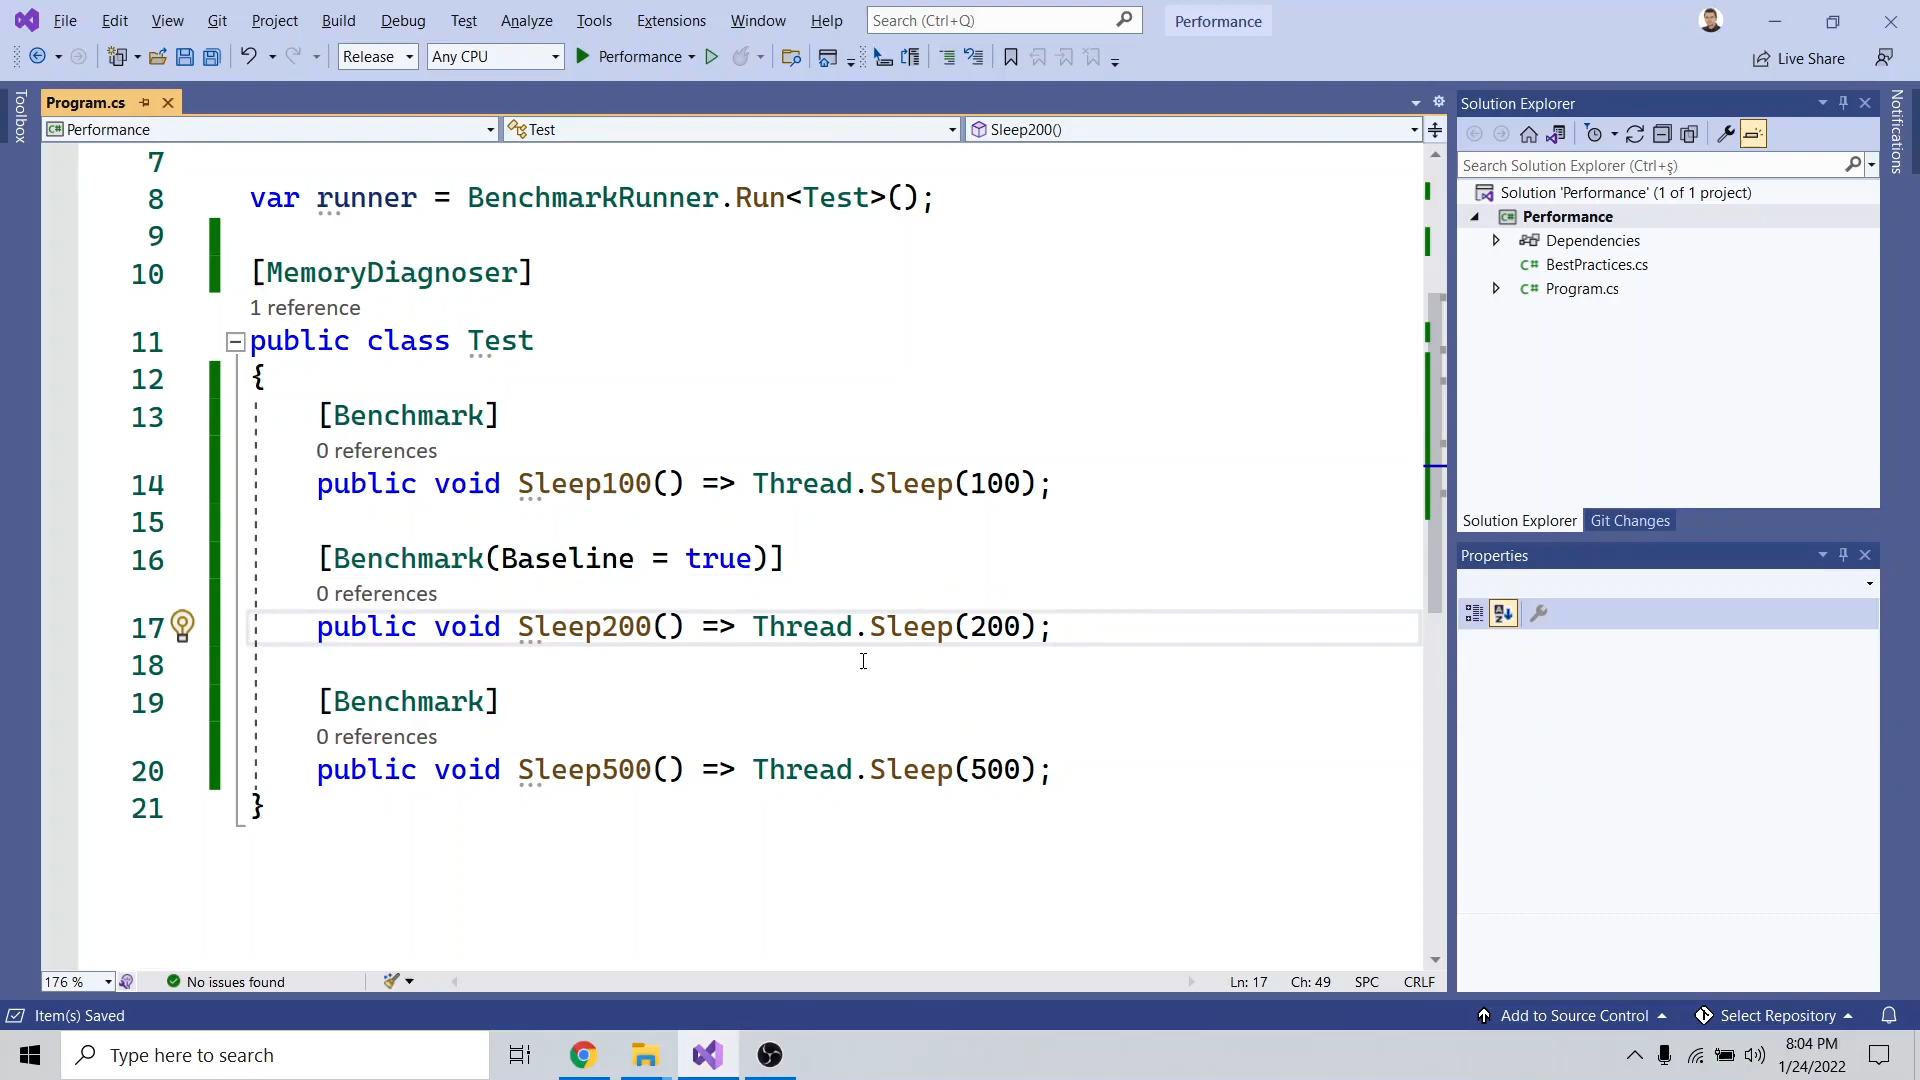 File Edit View Git Project Build Debug Test Analyze Tools Extensions Window Help Search (Ctrl+Q) Performance
Release Any CPU Performance Live Share
Toolbox
Program.cs
Performance Test Sleep200()
7
8 var runner = BenchmarkRunner.Run<Test>();
9
10 [MemoryDiagnoser]
1 reference
11 public class Test
12 {
13 [Benchmark]
0 references
14 public void Sleep100() => Thread.Sleep(100);
15
16 [Benchmark(Baseline = true)]
0 references
17 public void Sleep200() => Thread.Sleep(200);
18
19 [Benchmark]
0 references
20 public void Sleep500() => Thread.Sleep(500);
21 }
176 % No issues found Ln: 17 Ch: 49 SPC CRLF
Solution Explorer
Search Solution Explorer (Ctrl+ş)
Solution 'Performance' (1 of 1 project)
C# Performance
Dependencies
C# BestPractices.cs
C# Program.cs
Solution Explorer Git Changes
Properties
Notifications
Item(s) Saved Add to Source Control Select Repository
Type here to search
8:04 PM
1/24/2022